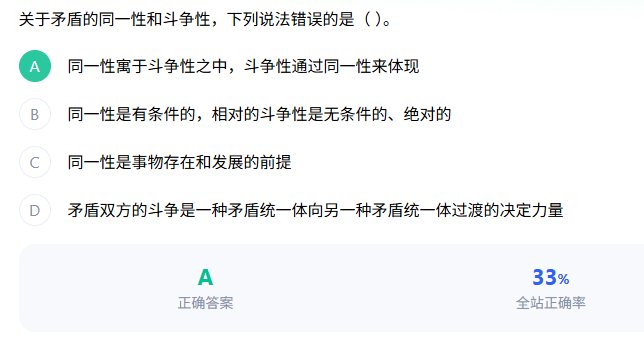 关于矛盾的同一性和斗争性，下列说法错误的是（ ）。
A 同一性寓于斗争性之中，斗争性通过同一性来体现
B 同一性是有条件的，相对的斗争性是无条件的、绝对的
C 同一性是事物存在和发展的前提
D 矛盾双方的斗争是一种矛盾统一体向另一种矛盾统一体过渡的决定力量
A 33%
正确答案 全站正确率